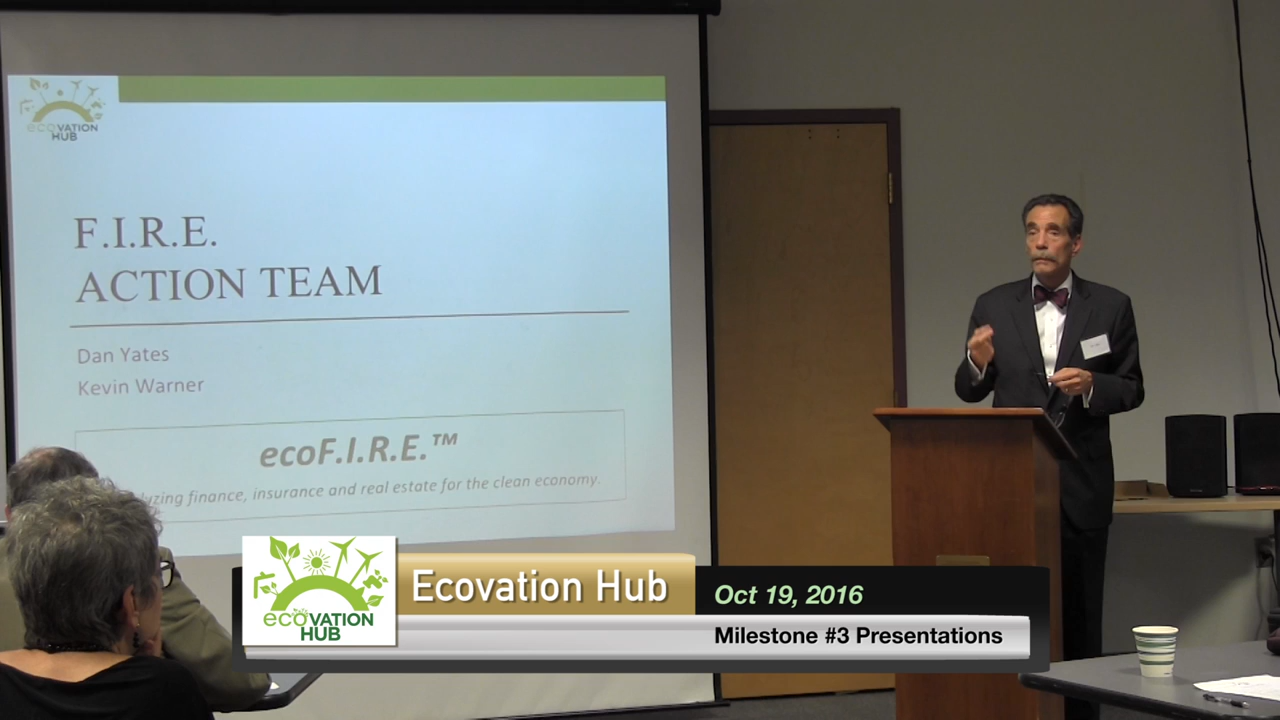 ecoVATION
HUB
F.I.R.E.
ACTION TEAM
Dan Yates
Kevin Warner
ecoF.I.R.E.™
finance, insurance and real estate for the clean economy.
ecoVATION
HUB
Ecovation Hub
Oct 19, 2016
Milestone #3 Presentations